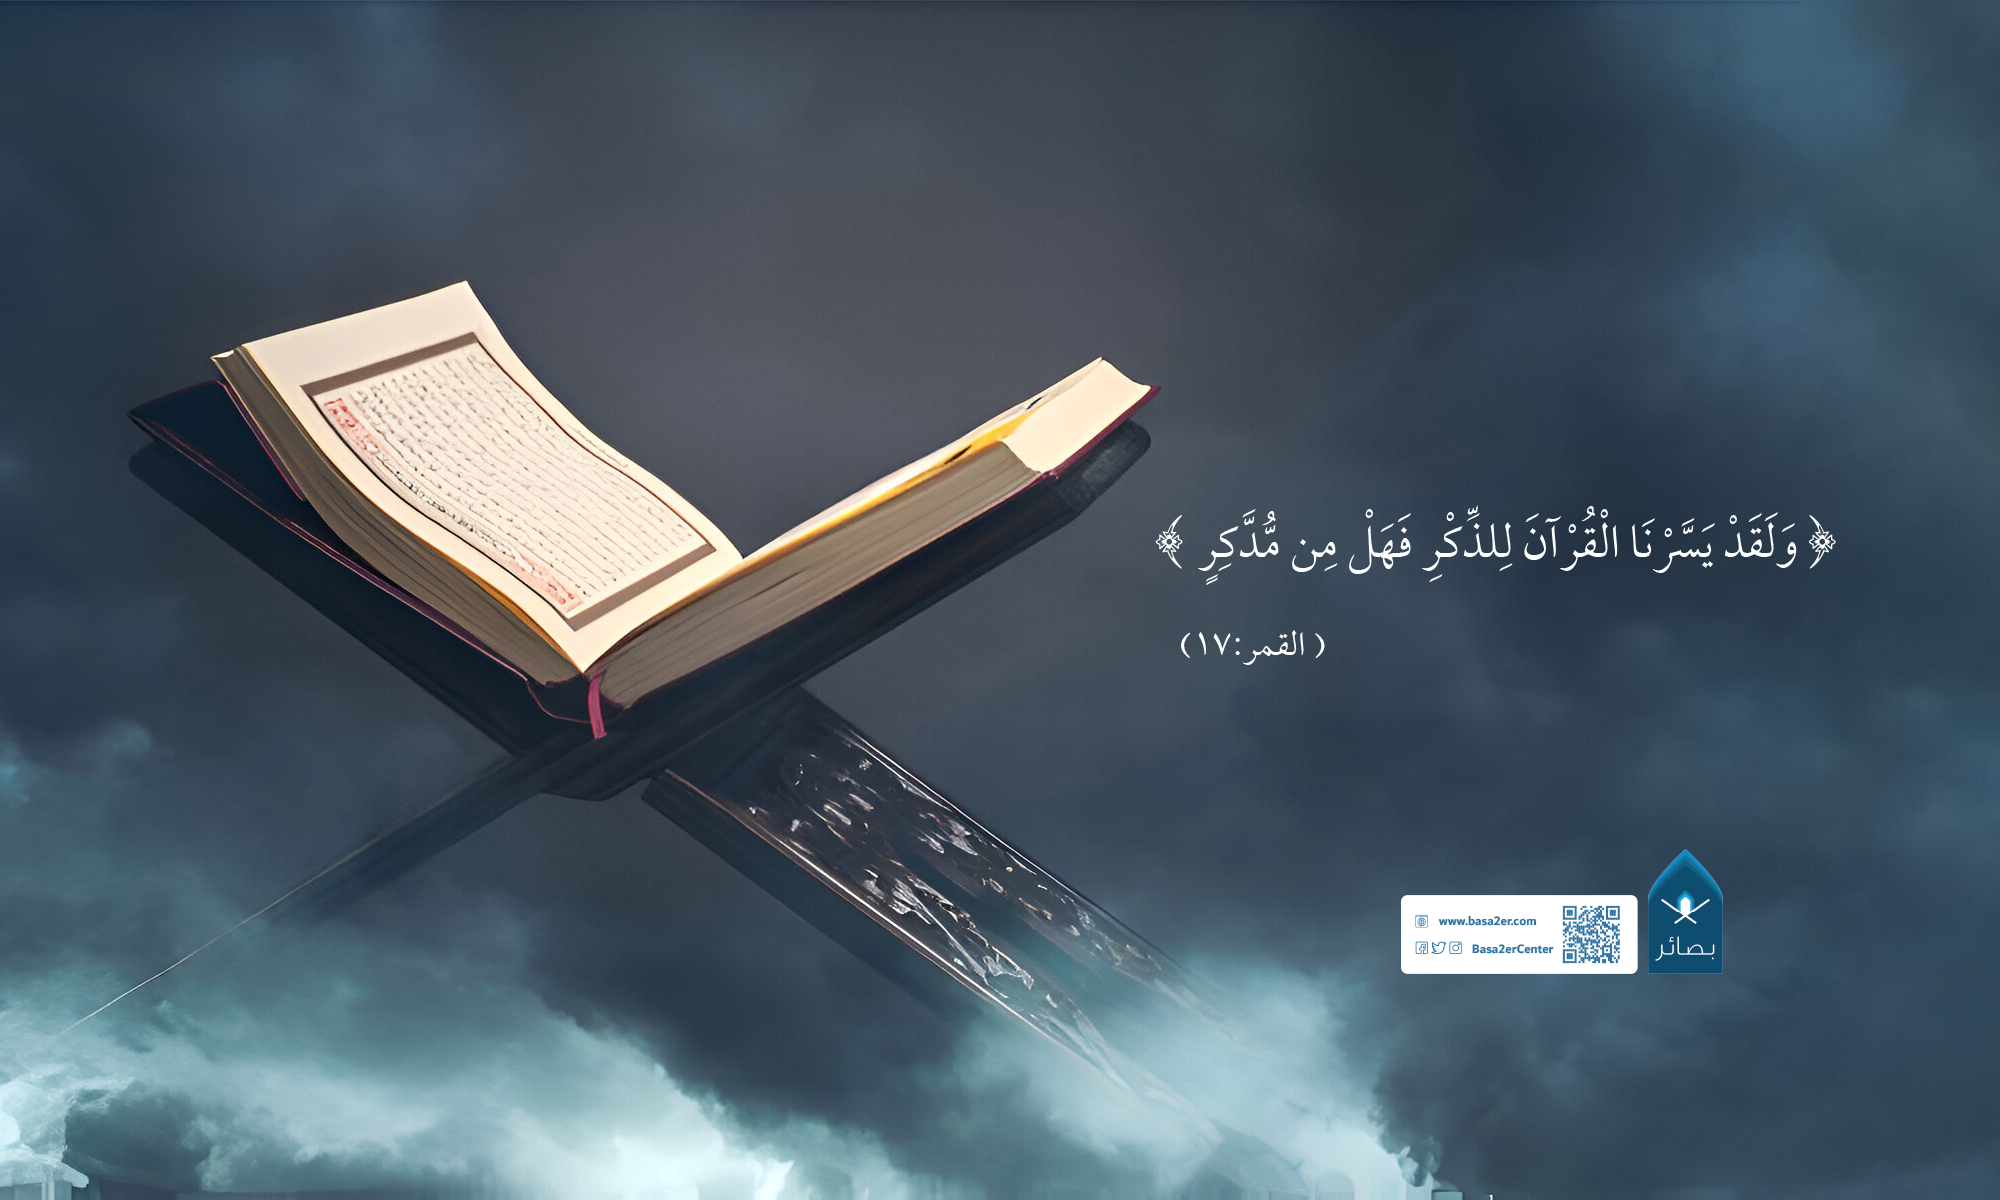 ﴿ وَلَقَدْ يَسَّرْنَا الْقُرْآنَ لِلذِّكْرِ فَهَلْ مِن مُّدَّكِرٍ ﴾
( القمر:١٧)
www.basa2er.com
Basa2erCenter
بصائر